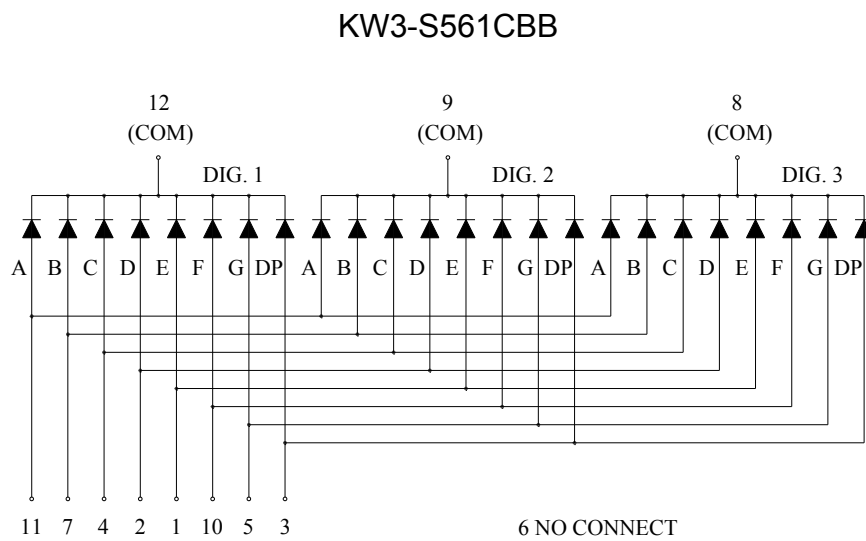 KW3-S561CBB
12 9 8
(COM) (COM) (COM)
DIG. 1 DIG. 2 DIG. 3
A B C D E F G DP A B C D E F G DP A B C D E F G DP
11 7 4 2 1 10 5 3 6 NO CONNECT